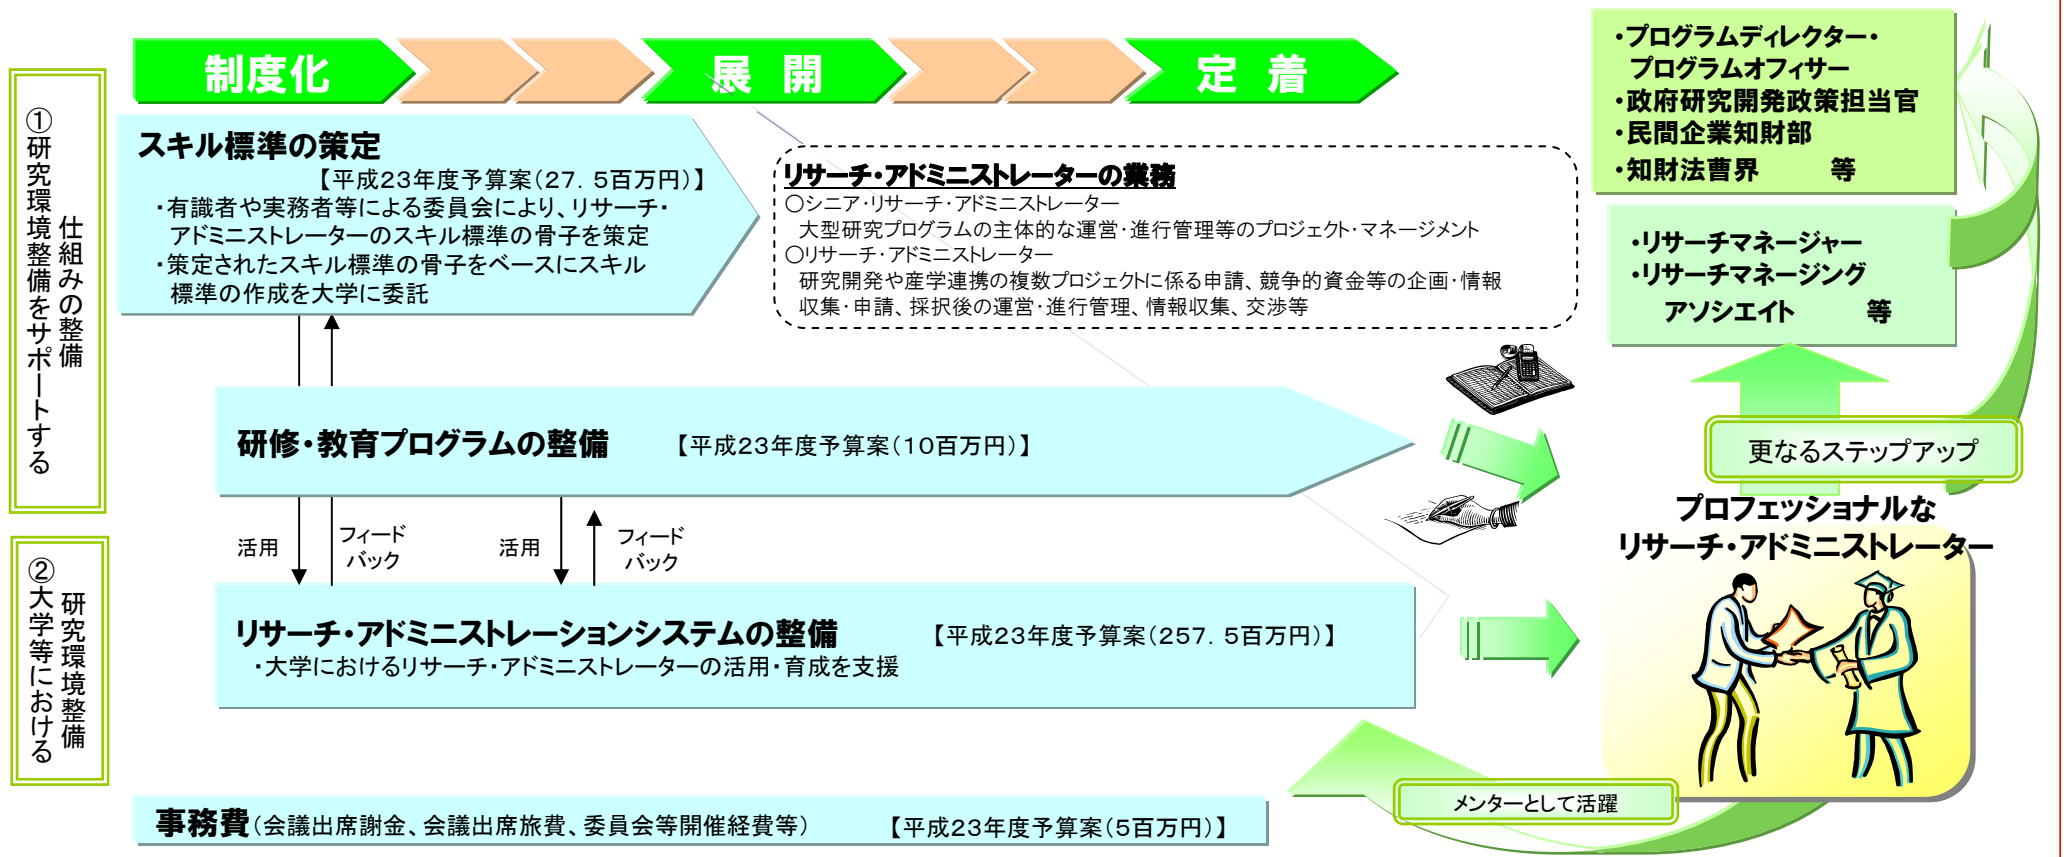 制度化
展 開
定 着
①研究環境整備をサポートする
仕組みの整備
スキル標準の策定
【平成23年度予算案(27.5百万円)】
・有識者や実務者等による委員会により、リサーチ・
アドミニストレーターのスキル標準の骨子を策定
・策定されたスキル標準の骨子をベースにスキル
標準の作成を大学に委託
リサーチ・アドミニストレーターの業務
○シニア・リサーチ・アドミニストレーター
大型研究プログラムの主体的な運営・進行管理等のプロジェクト・マネージメント
○リサーチ・アドミニストレーター
研究開発や産学連携の複数プロジェクトに係る申請、競争的資金等の企画・情報
収集・申請、採択後の運営・進行管理、情報収集、交渉等
・プログラムディレクター・
プログラムオフィサー
・政府研究開発政策担当官
・民間企業知財部
・知財法曹界 等
・リサーチマネージャー
・リサーチマネージング
アソシエイト 等
研修・教育プログラムの整備 【平成23年度予算案(10百万円)】
更なるステップアップ
プロフェッショナルな
リサーチ・アドミニストレーター
活用
フィード
バック
活用
フィード
バック
②大学等における
研究環境整備
リサーチ・アドミニストレーションシステムの整備 【平成23年度予算案(257.5百万円)】
・大学におけるリサーチ・アドミニストレーターの活用・育成を支援
メンターとして活躍
事務費(会議出席謝金、会議出席旅費、委員会等開催経費等) 【平成23年度予算案(5百万円)】